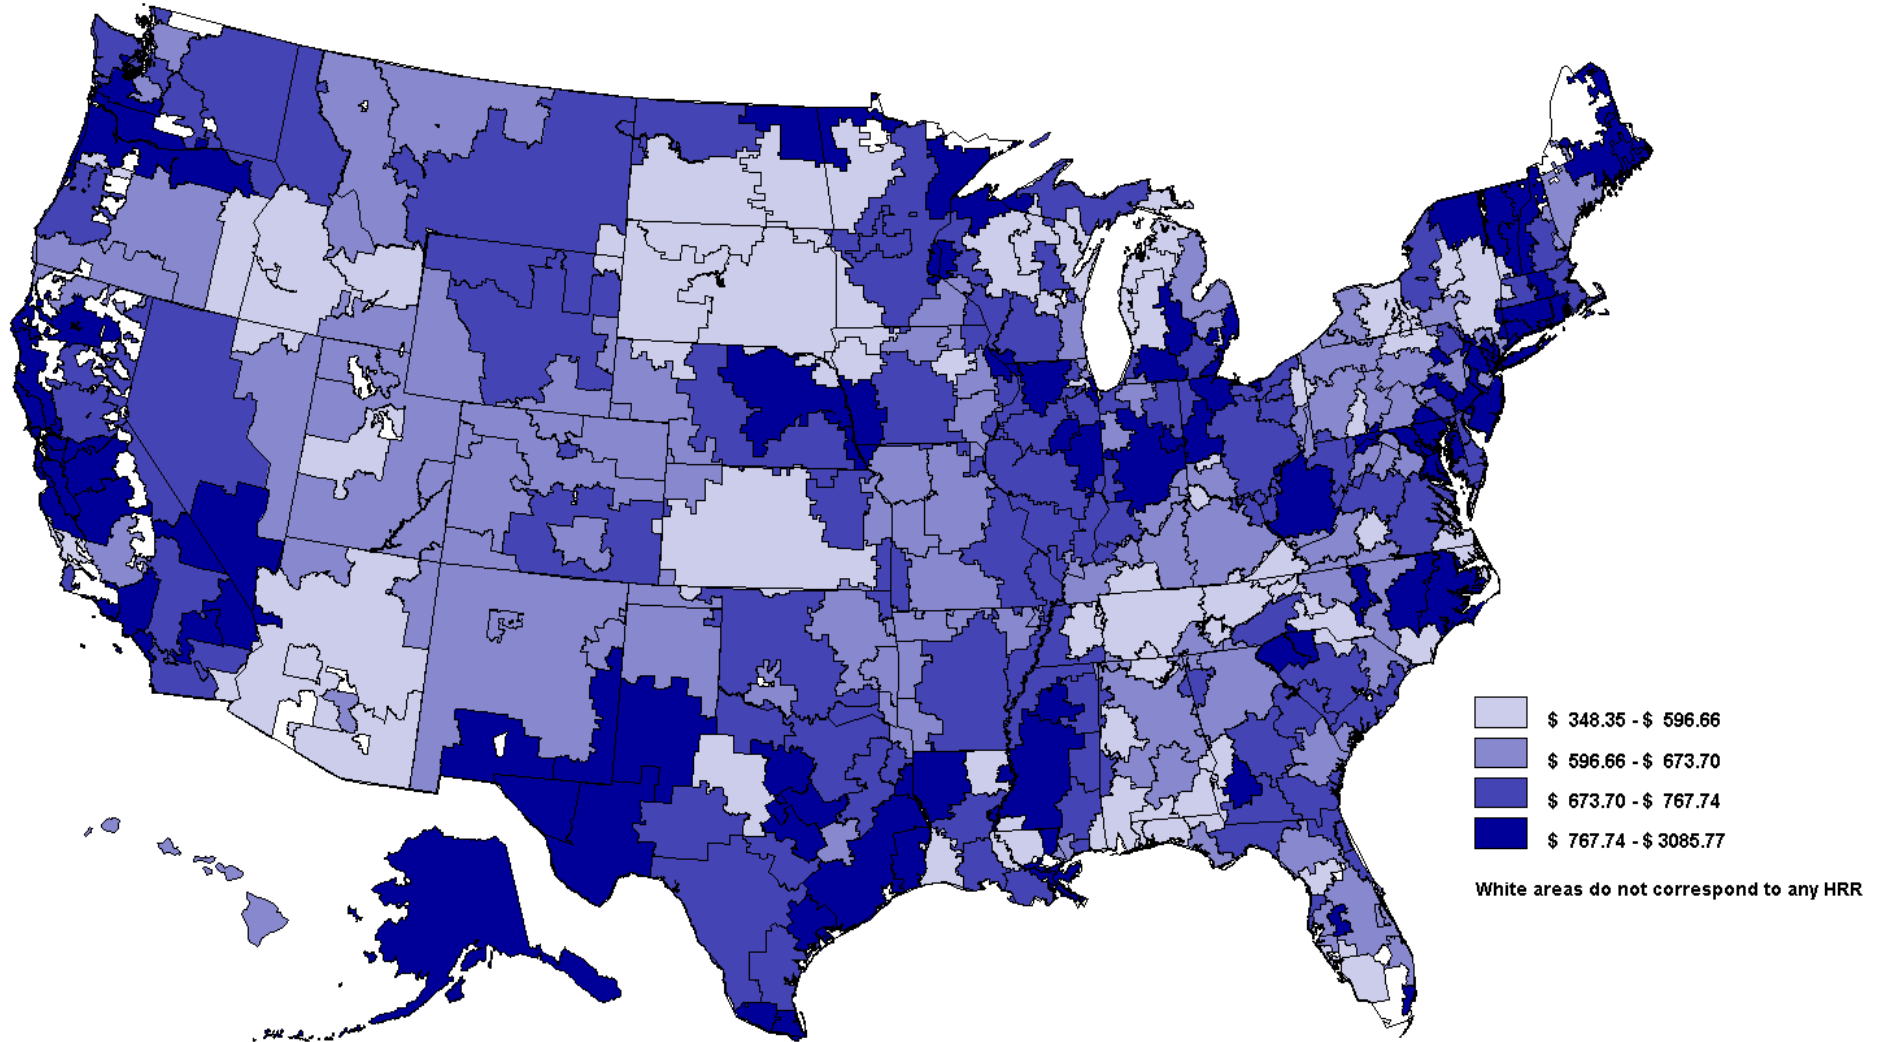 $ 348.35 - $ 596.66
$ 596.66 - $ 673.70
$ 673.70 - $ 767.74
$ 767.74 - $ 3085.77
White areas do not correspond to any HRR